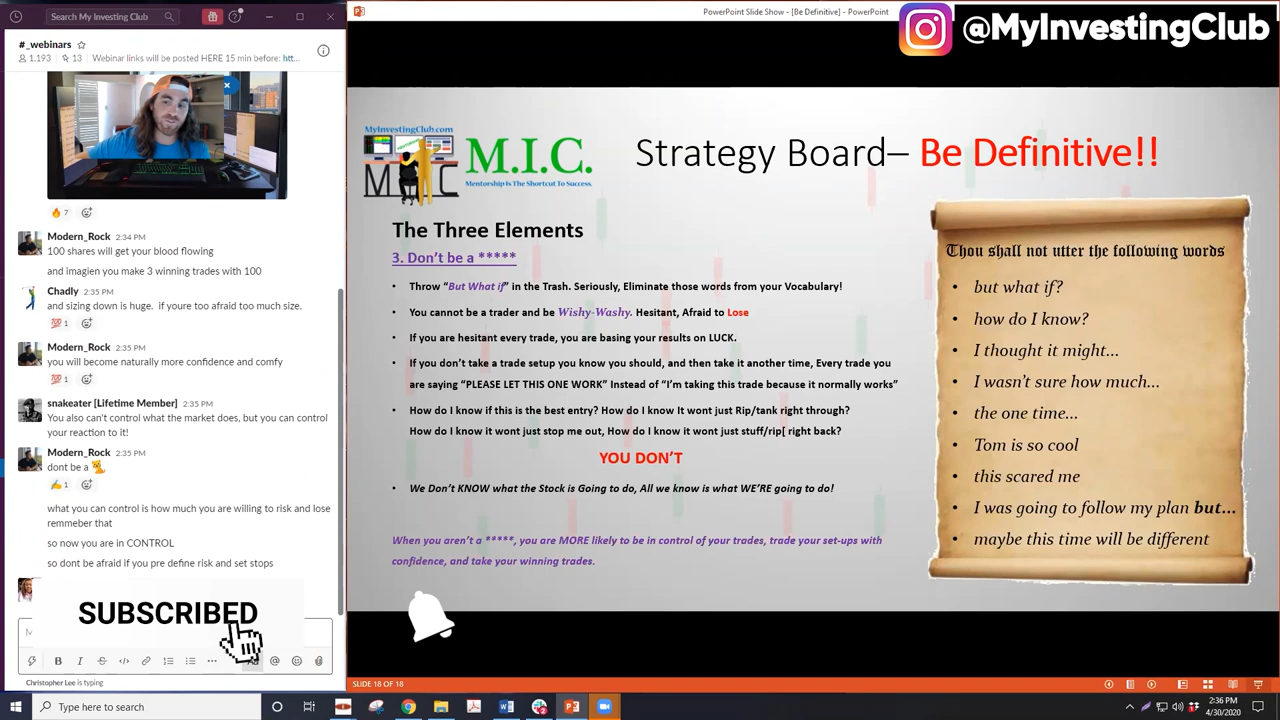 Search My Investing Club
#_webinars
1,193
13
Webinar links will be posted HERE 15 min before: htt...
7
Modern_Rock 2:34 PM
100 shares will get your blood flowing
and imagien you make 3 winning trades with 100
Chadly 2:35 PM
and sizing down is huge. if youre too afraid too much size.
1
Modern_Rock 2:35 PM
you will become naturally more confidence and comfy
1
snakeater [Lifetime Member] 2:35 PM
You also can't control what the market does, but you can control
your reaction to it!
Modern_Rock 2:35 PM
dont be a
1
what you can control is how much you are willing to risk and lose
remmeber that
so now you are in CONTROL
so dont be afraid if you pre define risk and set stops
SUBSCRIBED
Christopher Lee is typing
PowerPoint Slide Show - [Be Definitive] - PowerPoint
@MyInvestingClub
MyInvestingClub.com
M.I.C.
Mentorship Is The Shortcut To Success.
Strategy Board– Be Definitive!!
The Three Elements
3. Don't be a *****
• Throw “But What if” in the Trash. Seriously, Eliminate those words from your Vocabulary!
• You cannot be a trader and be Wishy-Washy. Hesitant, Afraid to Lose
• If you are hesitant every trade, you are basing your results on LUCK.
• If you don't take a trade setup you know you should, and then take it another time, Every trade you
are saying “PLEASE LET THIS ONE WORK” Instead of “I'm taking this trade because it normally works”
• How do I know if this is the best entry? How do I know It wont just Rip/tank right through?
How do I know it wont just stop me out, How do I know it wont just stuff/rip[ right back?
YOU DON'T
• We Don't KNOW what the Stock is Going to do, All we know is what WE'RE going to do!
When you aren't a *****, you are MORE likely to be in control of your trades, trade your set-ups with
confidence, and take your winning trades.
Thou shall not utter the following words
• but what if?
• how do I know?
• I thought it might...
• I wasn't sure how much...
• the one time...
• Tom is so cool
• this scared me
• I was going to follow my plan but...
• maybe this time will be different
SLIDE 18 OF 18
Type here to search
2:36 PM
4/30/2020